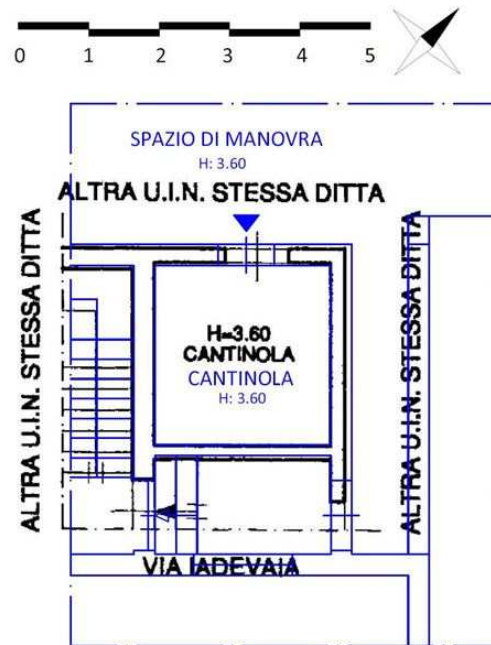 0 1 2 3 4 5
SPAZIO DI MANOVRA
H: 3.60
ALTRA U.I.N. STESSA DITTA
ALTRA U.I.N. STESSA DITTA
ALTRA U.I.N. STESSA DITTA
H=3.60
CANTINOLA
CANTINOLA
H: 3.60
VIA IADEVAIA